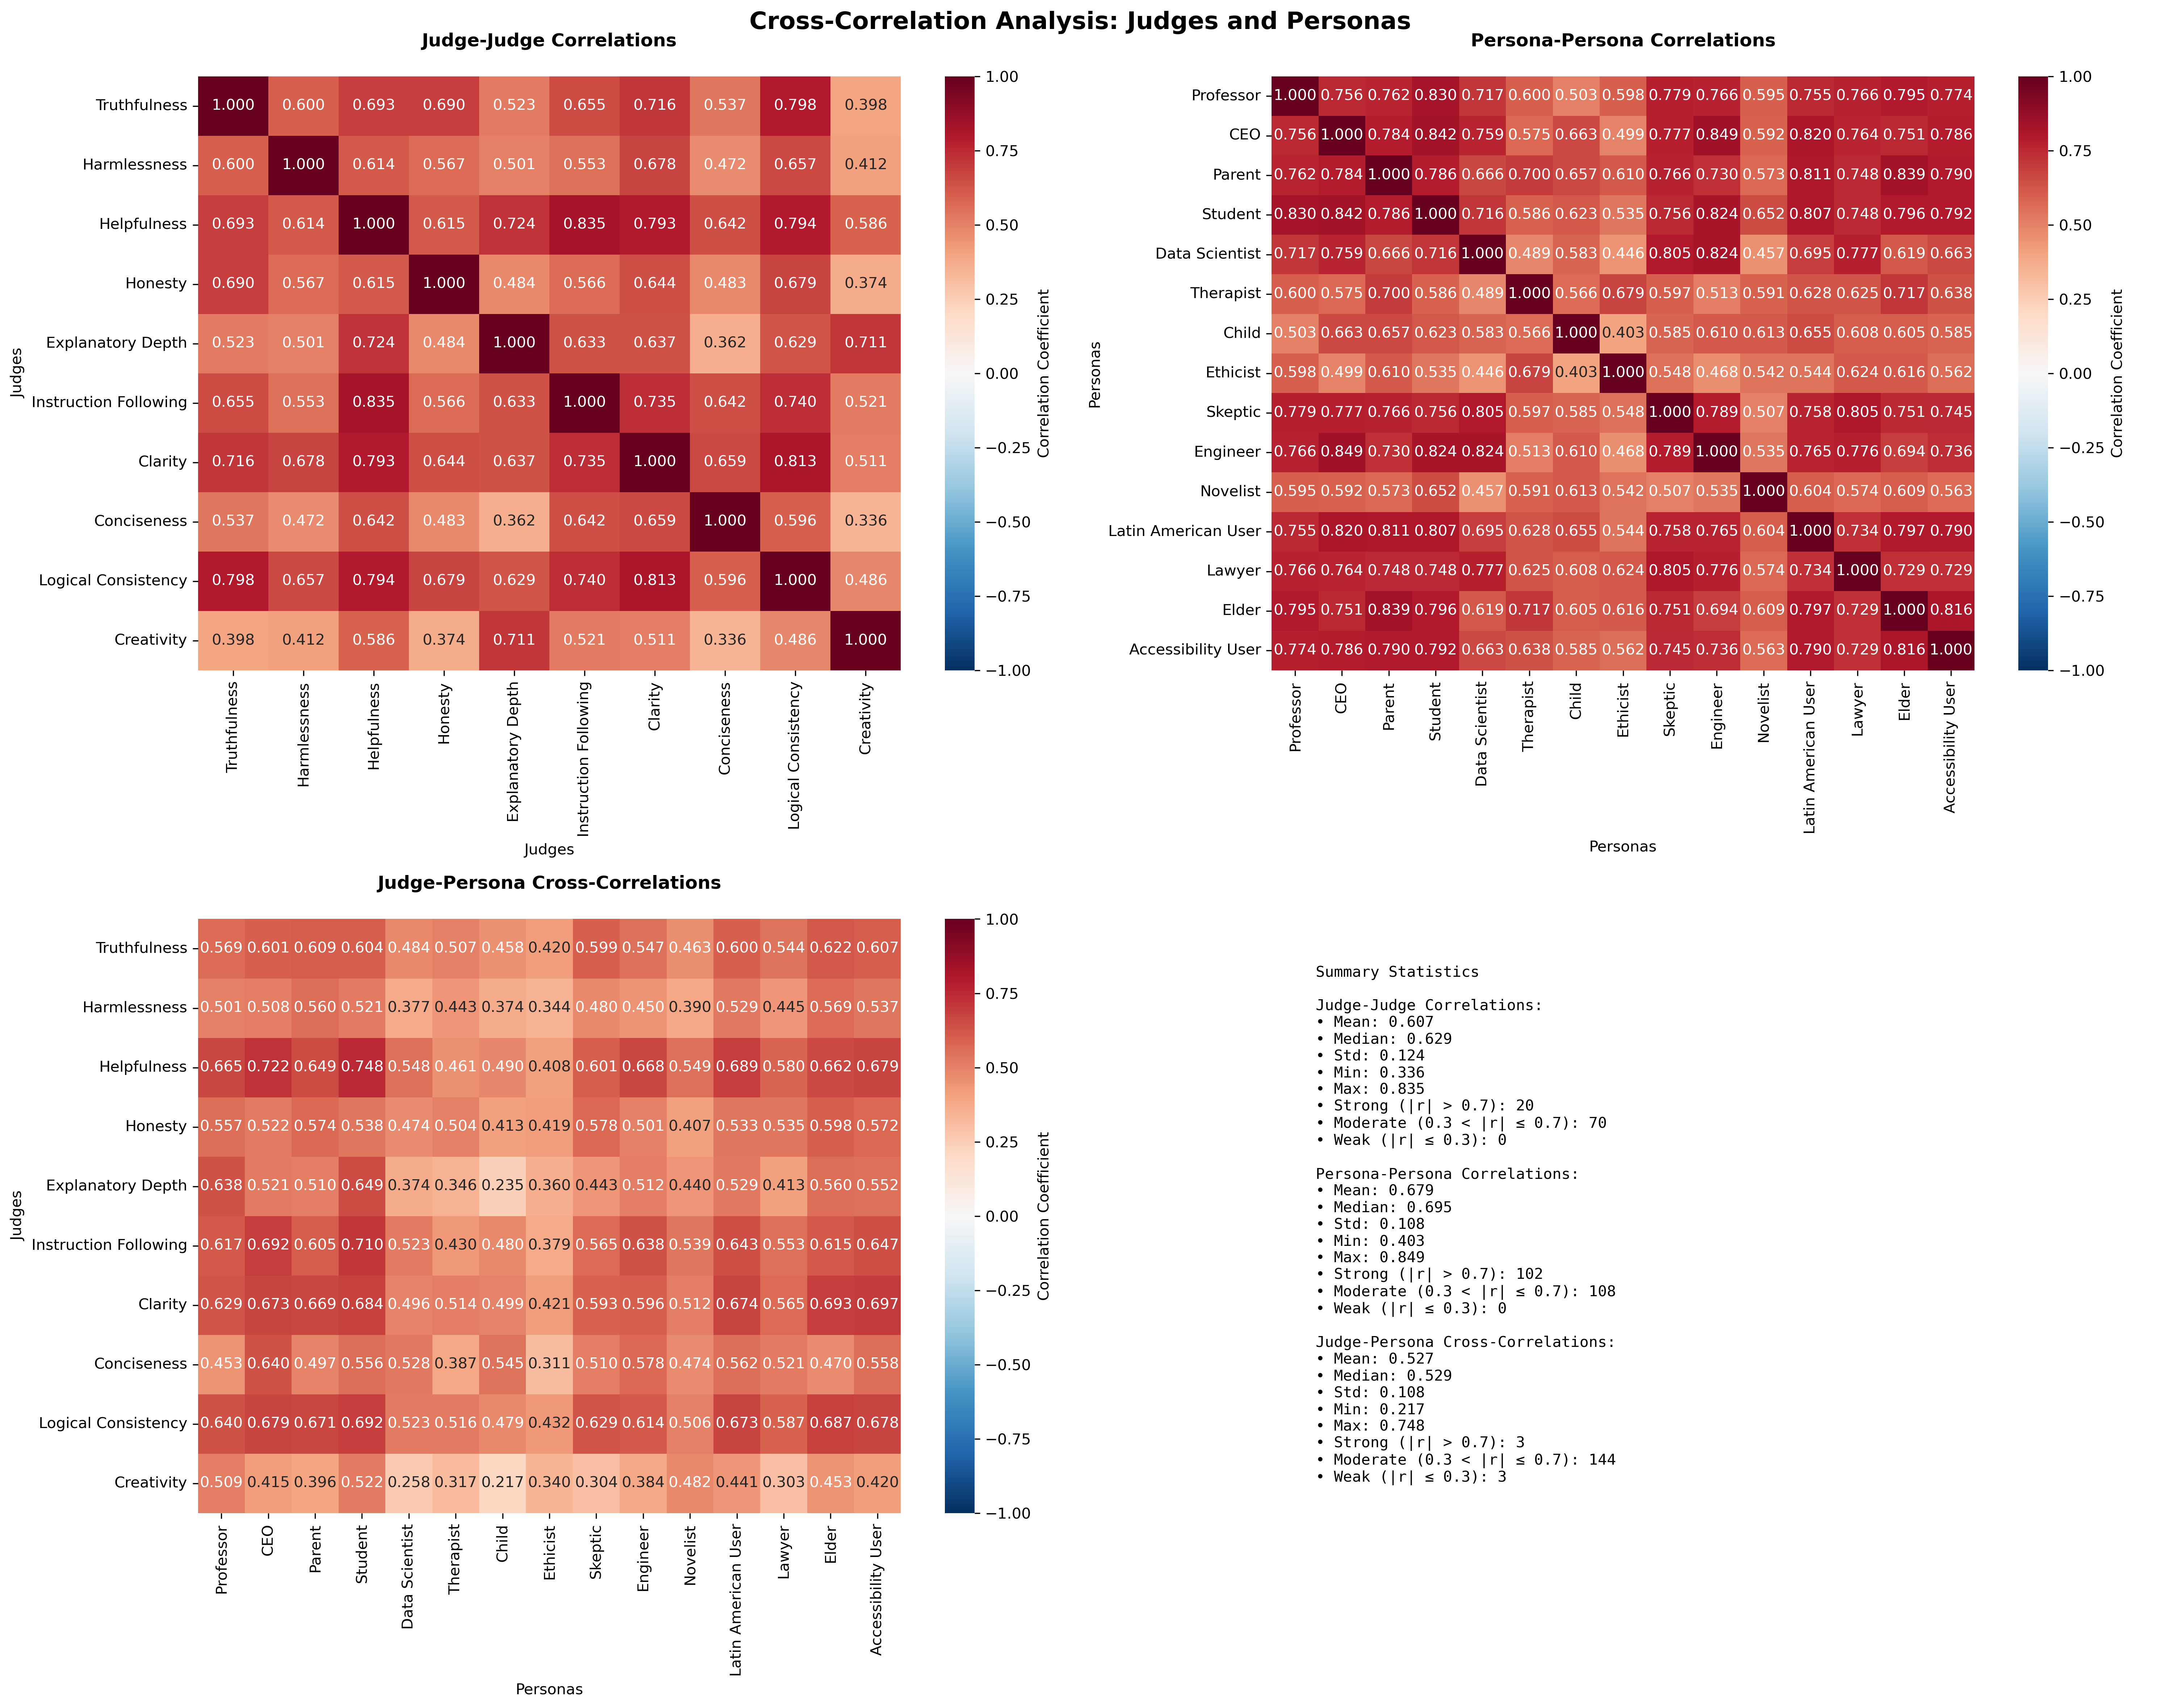 Cross-Correlation Analysis: Judges and Personas
Judge-Judge Correlations
Judges
Truthfulness 1.000 0.600 0.693 0.690 0.523 0.655 0.716 0.537 0.798 0.398
Harmlessness 0.600 1.000 0.614 0.567 0.501 0.553 0.678 0.472 0.657 0.412
Helpfulness 0.693 0.614 1.000 0.615 0.724 0.835 0.793 0.642 0.794 0.586
Honesty 0.690 0.567 0.615 1.000 0.484 0.566 0.644 0.483 0.679 0.374
Explanatory Depth 0.523 0.501 0.724 0.484 1.000 0.633 0.637 0.362 0.629 0.711
Instruction Following 0.655 0.553 0.835 0.566 0.633 1.000 0.735 0.642 0.740 0.521
Clarity 0.716 0.678 0.793 0.644 0.637 0.735 1.000 0.659 0.813 0.511
Conciseness 0.537 0.472 0.642 0.483 0.362 0.642 0.659 1.000 0.596 0.336
Logical Consistency 0.798 0.657 0.794 0.679 0.629 0.740 0.813 0.596 1.000 0.486
Creativity 0.398 0.412 0.586 0.374 0.711 0.521 0.511 0.336 0.486 1.000
Truthfulness Harmlessness Helpfulness Honesty Explanatory Depth Instruction Following Clarity Conciseness Logical Consistency Creativity
Judges
1.00
0.75
0.50
0.25
0.00
−0.25
−0.50
−0.75
−1.00
Correlation Coefficient
Persona-Persona Correlations
Personas
Professor 1.000 0.756 0.762 0.830 0.717 0.600 0.503 0.598 0.779 0.766 0.595 0.755 0.766 0.795 0.774
CEO 0.756 1.000 0.784 0.842 0.759 0.575 0.663 0.499 0.777 0.849 0.592 0.820 0.764 0.751 0.786
Parent 0.762 0.784 1.000 0.786 0.666 0.700 0.657 0.610 0.766 0.730 0.573 0.811 0.748 0.839 0.790
Student 0.830 0.842 0.786 1.000 0.716 0.586 0.623 0.535 0.756 0.824 0.652 0.807 0.748 0.796 0.792
Data Scientist 0.717 0.759 0.666 0.716 1.000 0.489 0.583 0.446 0.805 0.824 0.457 0.695 0.777 0.619 0.663
Therapist 0.600 0.575 0.700 0.586 0.489 1.000 0.566 0.679 0.597 0.513 0.591 0.628 0.625 0.717 0.638
Child 0.503 0.663 0.657 0.623 0.583 0.566 1.000 0.403 0.585 0.610 0.613 0.655 0.608 0.605 0.585
Ethicist 0.598 0.499 0.610 0.535 0.446 0.679 0.403 1.000 0.548 0.468 0.542 0.544 0.624 0.616 0.562
Skeptic 0.779 0.777 0.766 0.756 0.805 0.597 0.585 0.548 1.000 0.789 0.507 0.758 0.805 0.751 0.745
Engineer 0.766 0.849 0.730 0.824 0.824 0.513 0.610 0.468 0.789 1.000 0.535 0.765 0.776 0.694 0.736
Novelist 0.595 0.592 0.573 0.652 0.457 0.591 0.613 0.542 0.507 0.535 1.000 0.604 0.574 0.609 0.563
Latin American User 0.755 0.820 0.811 0.807 0.695 0.628 0.655 0.544 0.758 0.765 0.604 1.000 0.734 0.797 0.790
Lawyer 0.766 0.764 0.748 0.748 0.777 0.625 0.608 0.624 0.805 0.776 0.574 0.734 1.000 0.729 0.729
Elder 0.795 0.751 0.839 0.796 0.619 0.717 0.605 0.616 0.751 0.694 0.609 0.797 0.729 1.000 0.816
Accessibility User 0.774 0.786 0.790 0.792 0.663 0.638 0.585 0.562 0.745 0.736 0.563 0.790 0.729 0.816 1.000
Professor CEO Parent Student Data Scientist Therapist Child Ethicist Skeptic Engineer Novelist Latin American User Lawyer Elder Accessibility User
Personas
1.00
0.75
0.50
0.25
0.00
−0.25
−0.50
−0.75
−1.00
Correlation Coefficient
Judge-Persona Cross-Correlations
Judges
Truthfulness 0.569 0.601 0.609 0.604 0.484 0.507 0.458 0.420 0.599 0.547 0.463 0.600 0.544 0.622 0.607
Harmlessness 0.501 0.508 0.560 0.521 0.377 0.443 0.374 0.344 0.480 0.450 0.390 0.529 0.445 0.569 0.537
Helpfulness 0.665 0.722 0.649 0.748 0.548 0.461 0.490 0.408 0.601 0.668 0.549 0.689 0.580 0.662 0.679
Honesty 0.557 0.522 0.574 0.538 0.474 0.504 0.413 0.419 0.578 0.501 0.407 0.533 0.535 0.598 0.572
Explanatory Depth 0.638 0.521 0.510 0.649 0.374 0.346 0.235 0.360 0.443 0.512 0.440 0.529 0.413 0.560 0.552
Instruction Following 0.617 0.692 0.605 0.710 0.523 0.430 0.480 0.379 0.565 0.638 0.539 0.643 0.553 0.615 0.647
Clarity 0.629 0.673 0.669 0.684 0.496 0.514 0.499 0.421 0.593 0.596 0.512 0.674 0.565 0.693 0.697
Conciseness 0.453 0.640 0.497 0.556 0.528 0.387 0.545 0.311 0.510 0.578 0.474 0.562 0.521 0.470 0.558
Logical Consistency 0.640 0.679 0.671 0.692 0.523 0.516 0.479 0.432 0.629 0.614 0.506 0.673 0.587 0.687 0.678
Creativity 0.509 0.415 0.396 0.522 0.258 0.317 0.217 0.340 0.304 0.384 0.482 0.441 0.303 0.453 0.420
Professor CEO Parent Student Data Scientist Therapist Child Ethicist Skeptic Engineer Novelist Latin American User Lawyer Elder Accessibility User
Personas
1.00
0.75
0.50
0.25
0.00
−0.25
−0.50
−0.75
−1.00
Correlation Coefficient
Summary Statistics
Judge-Judge Correlations:
• Mean: 0.607
• Median: 0.629
• Std: 0.124
• Min: 0.336
• Max: 0.835
• Strong (|r| > 0.7): 20
• Moderate (0.3 < |r| ≤ 0.7): 70
• Weak (|r| ≤ 0.3): 0
Persona-Persona Correlations:
• Mean: 0.679
• Median: 0.695
• Std: 0.108
• Min: 0.403
• Max: 0.849
• Strong (|r| > 0.7): 102
• Moderate (0.3 < |r| ≤ 0.7): 108
• Weak (|r| ≤ 0.3): 0
Judge-Persona Cross-Correlations:
• Mean: 0.527
• Median: 0.529
• Std: 0.108
• Min: 0.217
• Max: 0.748
• Strong (|r| > 0.7): 3
• Moderate (0.3 < |r| ≤ 0.7): 144
• Weak (|r| ≤ 0.3): 3